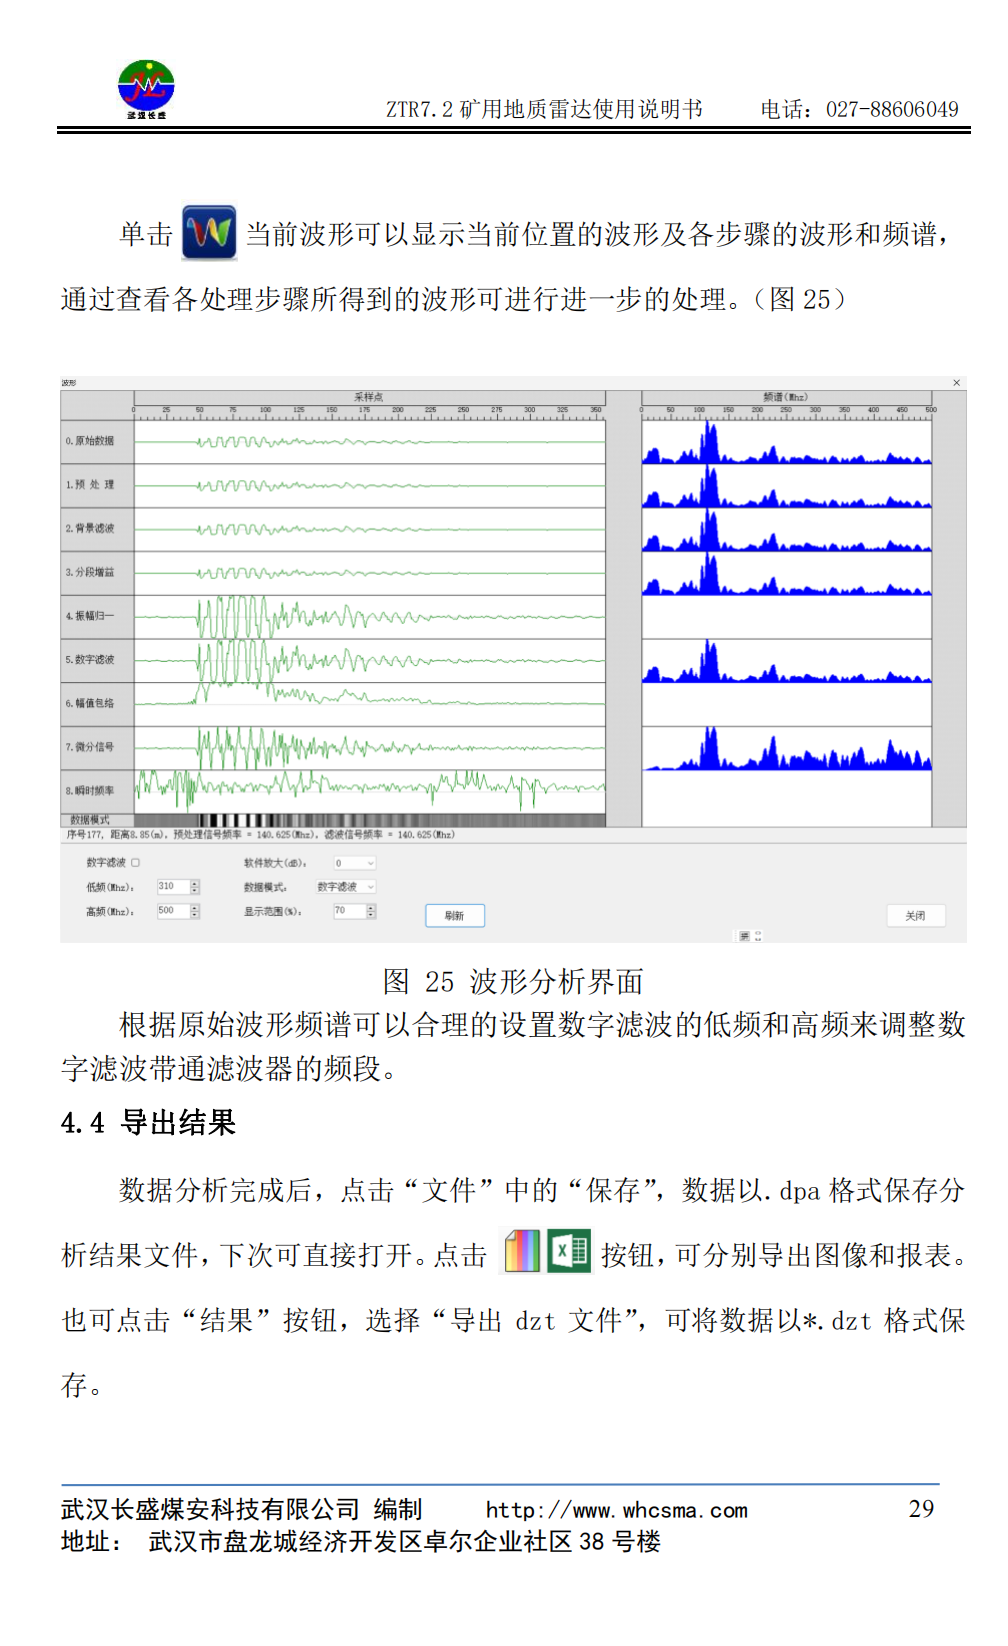 武汉长盛
ZTR7.2 矿用地质雷达使用说明书 电话: 027-88606049
单击 当前波形可以显示当前位置的波形及各步骤的波形和频谱,
通过查看各处理步骤所得到的波形可进行进一步的处理。（图 25）
波形
采样点 频谱(Mhz)
0 25 50 75 100 125 150 175 200 225 250 275 300 325 350 0 50 100 150 200 250 300 350 400 450 500
0.原始数据
1.预 处 理
2.背景滤波
3.分段增益
4.振幅归一
5.数字滤波
6.幅值包络
7.微分信号
8.瞬时频率
数据模式
序号177, 距离8.85(m), 预处理信号频率 = 140.625(Mhz), 滤波信号频率 = 140.625(Mhz)
数字滤波 软件放大(dB): 0
低频(Mhz): 310 数据模式: 数字滤波
高频(Mhz): 500 显示范围(%): 70 刷新 关闭
图 25 波形分析界面
根据原始波形频谱可以合理的设置数字滤波的低频和高频来调整数
字滤波带通滤波器的频段。
4.4 导出结果
数据分析完成后, 点击“文件”中的“保存”, 数据以.dpa 格式保存分
析结果文件, 下次可直接打开。点击 按钮, 可分别导出图像和报表。
也可点击“结果”按钮, 选择“导出 dzt 文件”, 可将数据以*.dzt 格式保
存。
武汉长盛煤安科技有限公司 编制 http://www.whcsma.com 29
地址: 武汉市盘龙城经济开发区卓尔企业社区 38 号楼